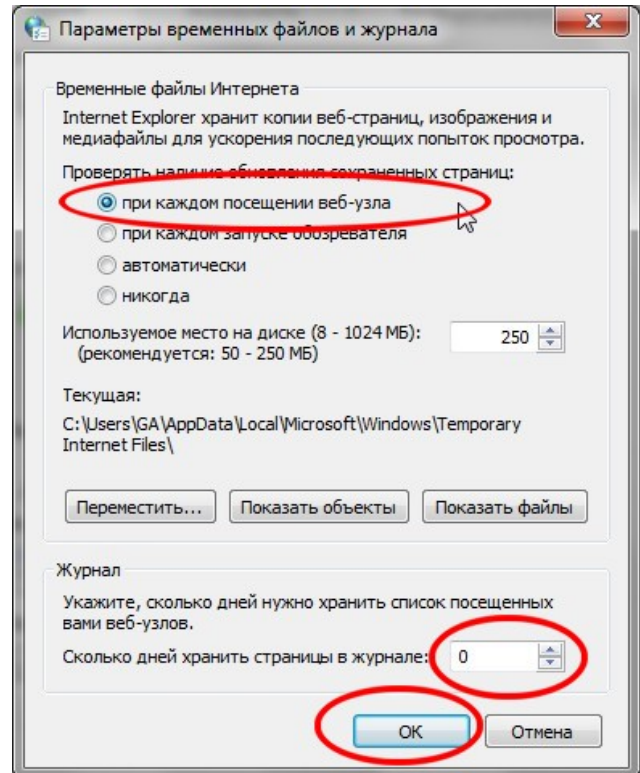 Параметры временных файлов и журнала
Временные файлы Интернета
Internet Explorer хранит копии веб-страниц, изображения и
медиафайлы для ускорения последующих попыток просмотра.
Проверять наличие обновления сохраненных страниц:
при каждом посещении веб-узла
при каждом запуске обозревателя
автоматически
никогда
Используемое место на диске (8 - 1024 МБ): 250
(рекомендуется: 50 - 250 МБ)
Текущая:
C:\Users\GA\AppData\Local\Microsoft\Windows\Temporary
Internet Files\
Переместить... Показать объекты Показать файлы
Журнал
Укажите, сколько дней нужно хранить список посещенных
вами веб-узлов.
Сколько дней хранить страницы в журнале: 0
ОК Отмена